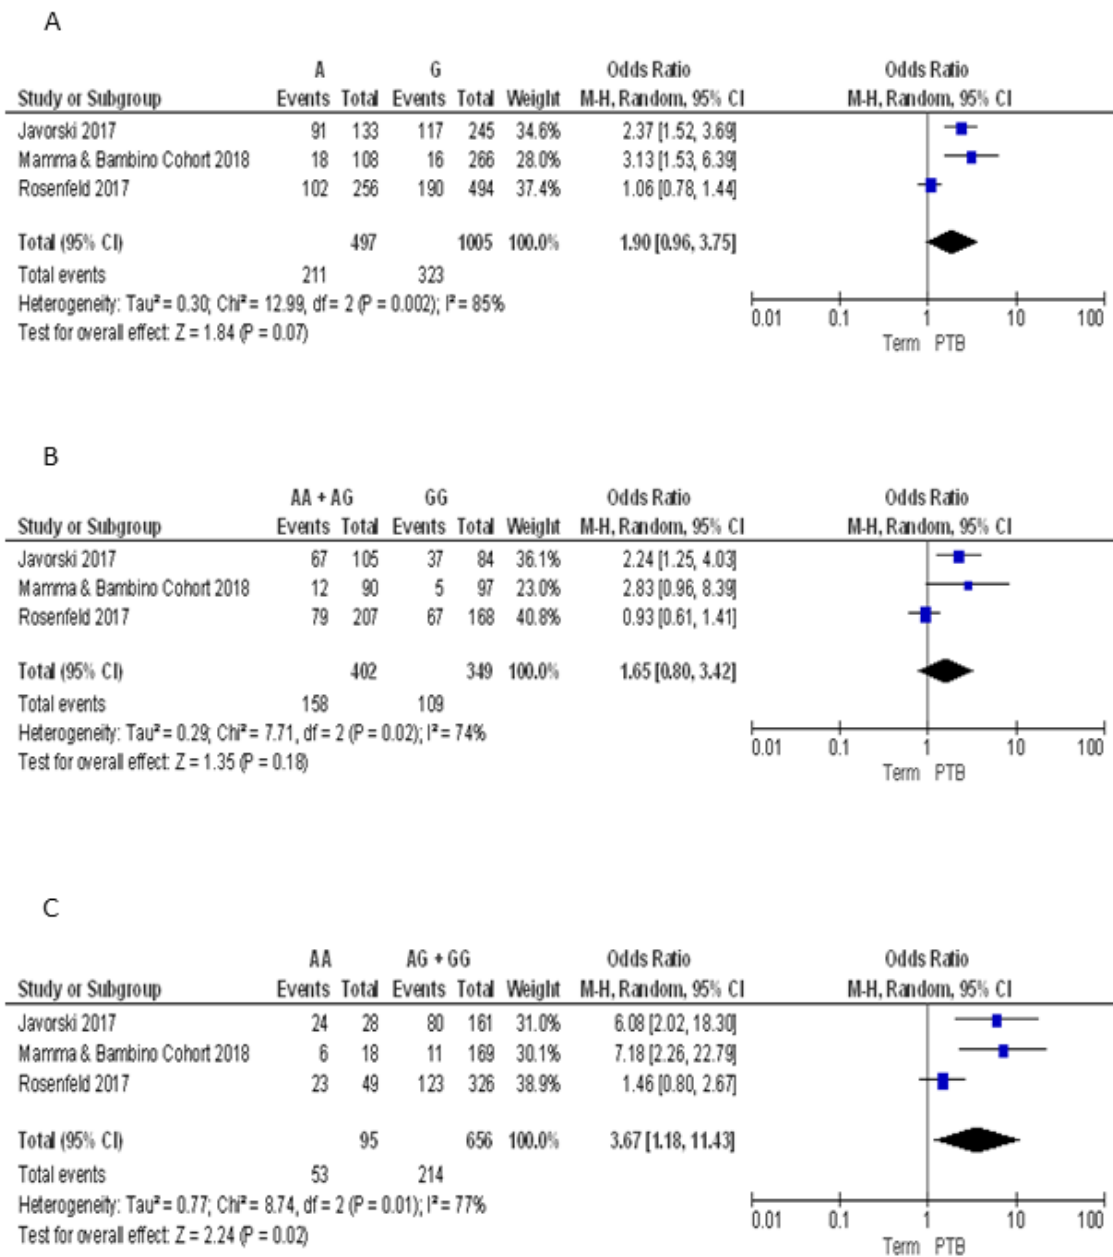 A
A G Odds Ratio Odds Ratio
Study or Subgroup Events Total Events Total Weight M-H, Random, 95% CI M-H, Random, 95% CI
Javorski 2017 91 133 117 245 34.6% 2.37 [1.52, 3.69]
Mamma & Bambino Cohort 2018 18 108 16 266 28.0% 3.13 [1.53, 6.39]
Rosenfeld 2017 102 256 190 494 37.4% 1.06 [0.78, 1.44]
Total (95% CI) 497 1005 100.0% 1.90 [0.96, 3.75]
Total events 211 323
Heterogeneity: Tau² = 0.30; Chi² = 12.99, df = 2 (P = 0.002); I² = 85%
Test for overall effect: Z = 1.84 (P = 0.07)
0.01 0.1 1 10 100
Term PTB
B
AA + AG GG Odds Ratio Odds Ratio
Study or Subgroup Events Total Events Total Weight M-H, Random, 95% CI M-H, Random, 95% CI
Javorski 2017 67 105 37 84 36.1% 2.24 [1.25, 4.03]
Mamma & Bambino Cohort 2018 12 90 5 97 23.0% 2.83 [0.96, 8.39]
Rosenfeld 2017 79 207 67 168 40.8% 0.93 [0.61, 1.41]
Total (95% CI) 402 349 100.0% 1.65 [0.80, 3.42]
Total events 158 109
Heterogeneity: Tau² = 0.29; Chi² = 7.71, df = 2 (P = 0.02); I² = 74%
Test for overall effect: Z = 1.35 (P = 0.18)
0.01 0.1 1 10 100
Term PTB
C
AA AG + GG Odds Ratio Odds Ratio
Study or Subgroup Events Total Events Total Weight M-H, Random, 95% CI M-H, Random, 95% CI
Javorski 2017 24 28 80 161 31.0% 6.08 [2.02, 18.30]
Mamma & Bambino Cohort 2018 6 18 11 169 30.1% 7.18 [2.26, 22.79]
Rosenfeld 2017 23 49 123 326 38.9% 1.46 [0.80, 2.67]
Total (95% CI) 95 656 100.0% 3.67 [1.18, 11.43]
Total events 53 214
Heterogeneity: Tau² = 0.77; Chi² = 8.74, df = 2 (P = 0.01); I² = 77%
Test for overall effect: Z = 2.24 (P = 0.02)
0.01 0.1 1 10 100
Term PTB